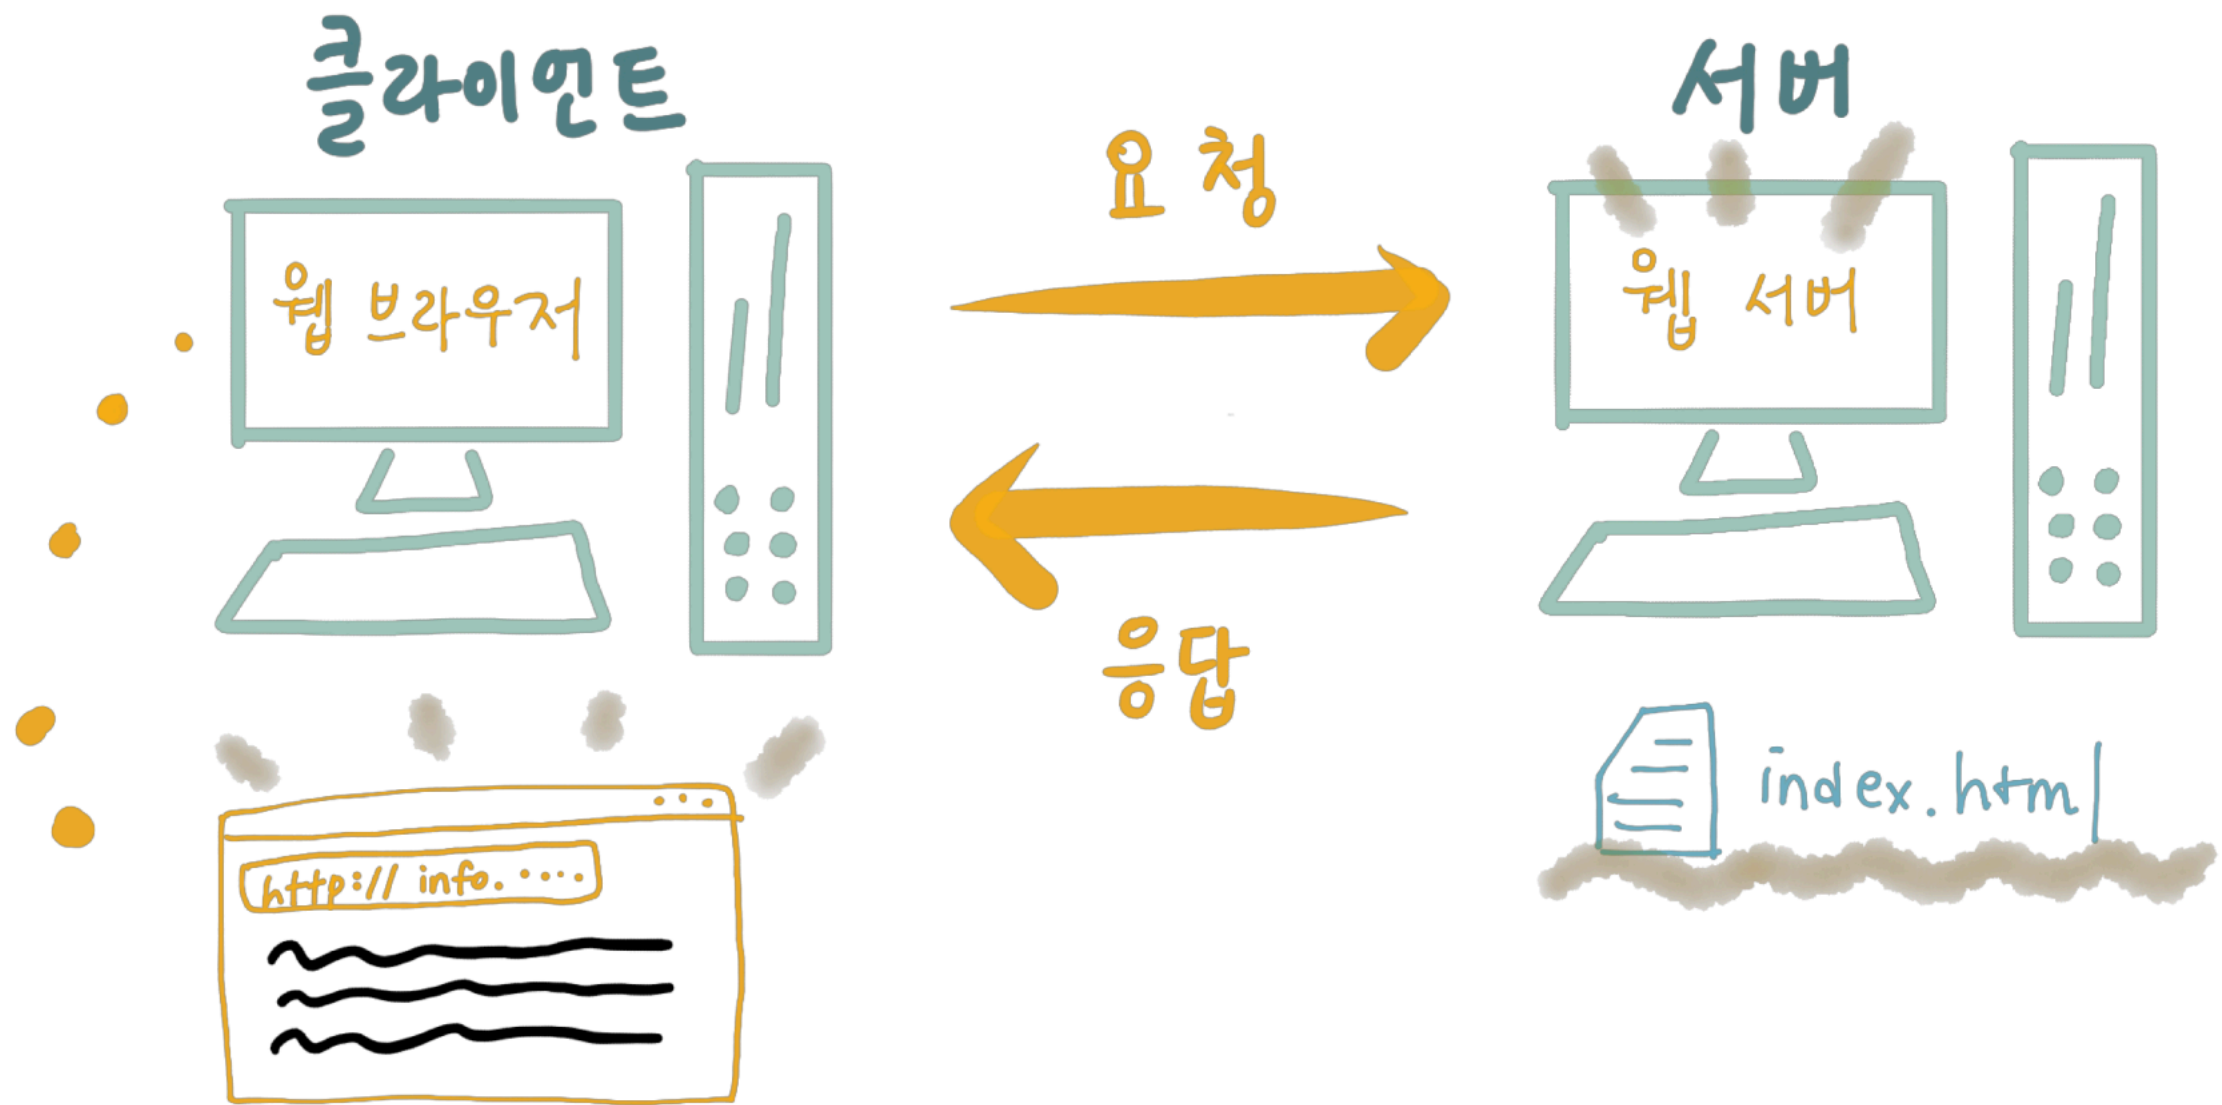 클라이언트
서버
요청
웹 브라우저
웹 서버
응답
index.html
http://info.····